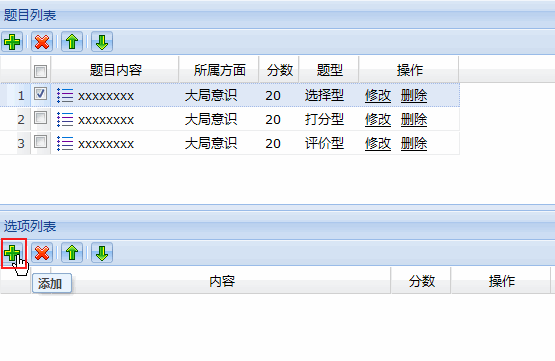 题目列表
题目内容 所属方面 分数 题型 操作
1 xxxxxxxx 大局意识 20 选择型 修改 删除
2 xxxxxxxx 大局意识 20 打分型 修改 删除
3 xxxxxxxx 大局意识 20 评价型 修改 删除
选项列表
添加
内容 分数 操作